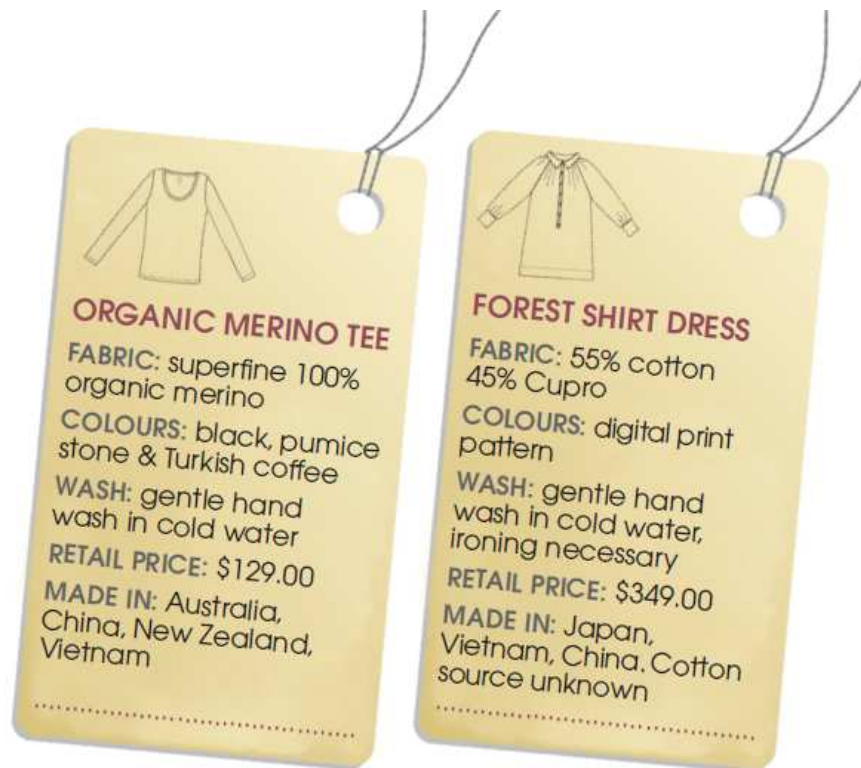 ORGANIC MERINO TEE
FABRIC: superfine 100%
organic merino
COLOURS: black, pumice
stone & Turkish coffee
WASH: gentle hand
wash in cold water
RETAIL PRICE: $129.00
MADE IN: Australia,
China, New Zealand,
Vietnam
FOREST SHIRT DRESS
FABRIC: 55% cotton
45% Cupro
COLOURS: digital print
pattern
WASH: gentle hand
wash in cold water,
ironing necessary
RETAIL PRICE: $349.00
MADE IN: Japan,
Vietnam, China. Cotton
source unknown